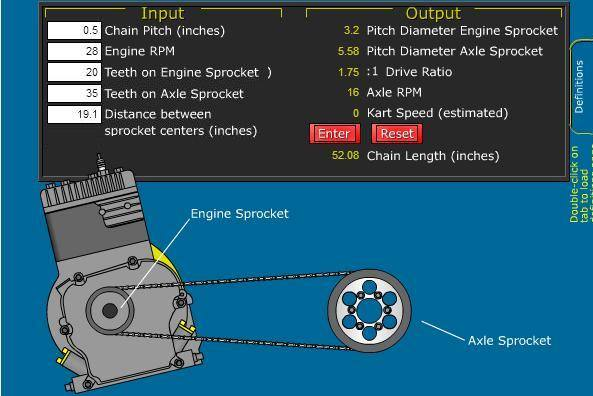 Input
0.5 Chain Pitch (inches)
28 Engine RPM
20 Teeth on Engine Sprocket )
35 Teeth on Axle Sprocket
19.1 Distance between
sprocket centers (inches)
Output
3.2 Pitch Diameter Engine Sprocket
5.58 Pitch Diameter Axle Sprocket
1.75 :1 Drive Ratio
16 Axle RPM
0 Kart Speed (estimated)
Enter Reset
52.08 Chain Length (inches)
Definitions
Double-click on
tab to load
Engine Sprocket
Axle Sprocket